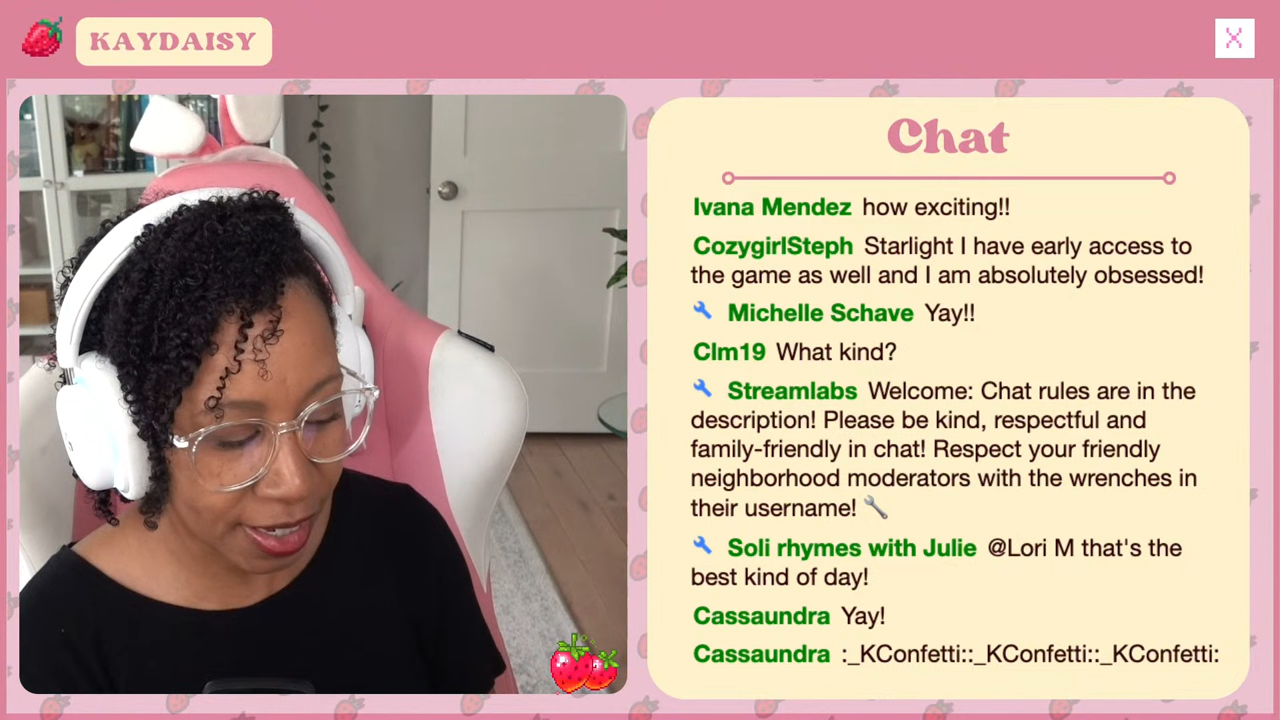 KAYDAISY
Chat
Ivana Mendez how exciting!!
CozygirlSteph Starlight I have early access to
the game as well and I am absolutely obsessed!
Michelle Schave Yay!!
Clm19 What kind?
Streamlabs Welcome: Chat rules are in the
description! Please be kind, respectful and
family-friendly in chat! Respect your friendly
neighborhood moderators with the wrenches in
their username!
Soli rhymes with Julie @Lori M that's the
best kind of day!
Cassaundra Yay!
Cassaundra :_KConfetti::_KConfetti::_KConfetti: